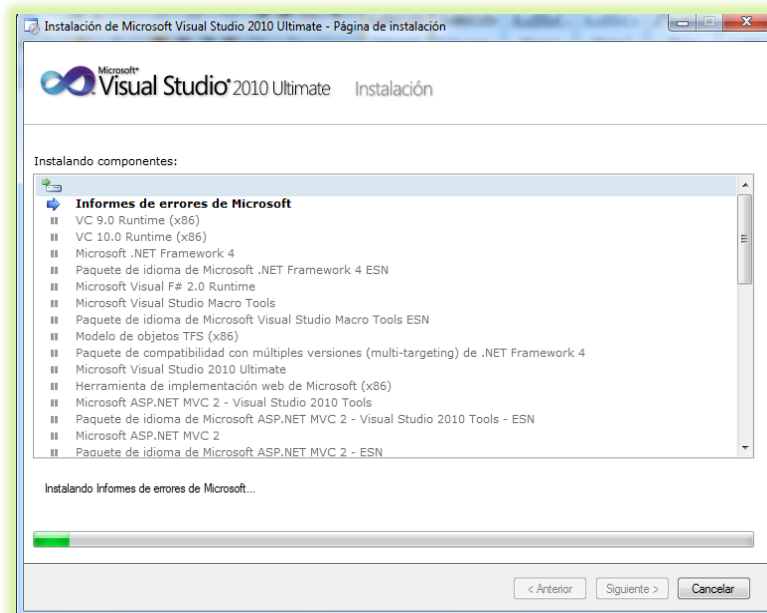 Instalación de Microsoft Visual Studio 2010 Ultimate - Página de instalación
Microsoft
Visual Studio 2010 Ultimate Instalación
Instalando componentes:
Informes de errores de Microsoft
VC 9.0 Runtime (x86)
VC 10.0 Runtime (x86)
Microsoft .NET Framework 4
Paquete de idioma de Microsoft .NET Framework 4 ESN
Microsoft Visual F# 2.0 Runtime
Microsoft Visual Studio Macro Tools
Paquete de idioma de Microsoft Visual Studio Macro Tools ESN
Modelo de objetos TFS (x86)
Paquete de compatibilidad con múltiples versiones (multi-targeting) de .NET Framework 4
Microsoft Visual Studio 2010 Ultimate
Herramienta de implementación web de Microsoft (x86)
Microsoft ASP.NET MVC 2 - Visual Studio 2010 Tools
Paquete de idioma de Microsoft ASP.NET MVC 2 - Visual Studio 2010 Tools - ESN
Microsoft ASP.NET MVC 2
Paquete de idioma de Microsoft ASP.NET MVC 2 - ESN
Instalando Informes de errores de Microsoft...
< Anterior Siguiente > Cancelar